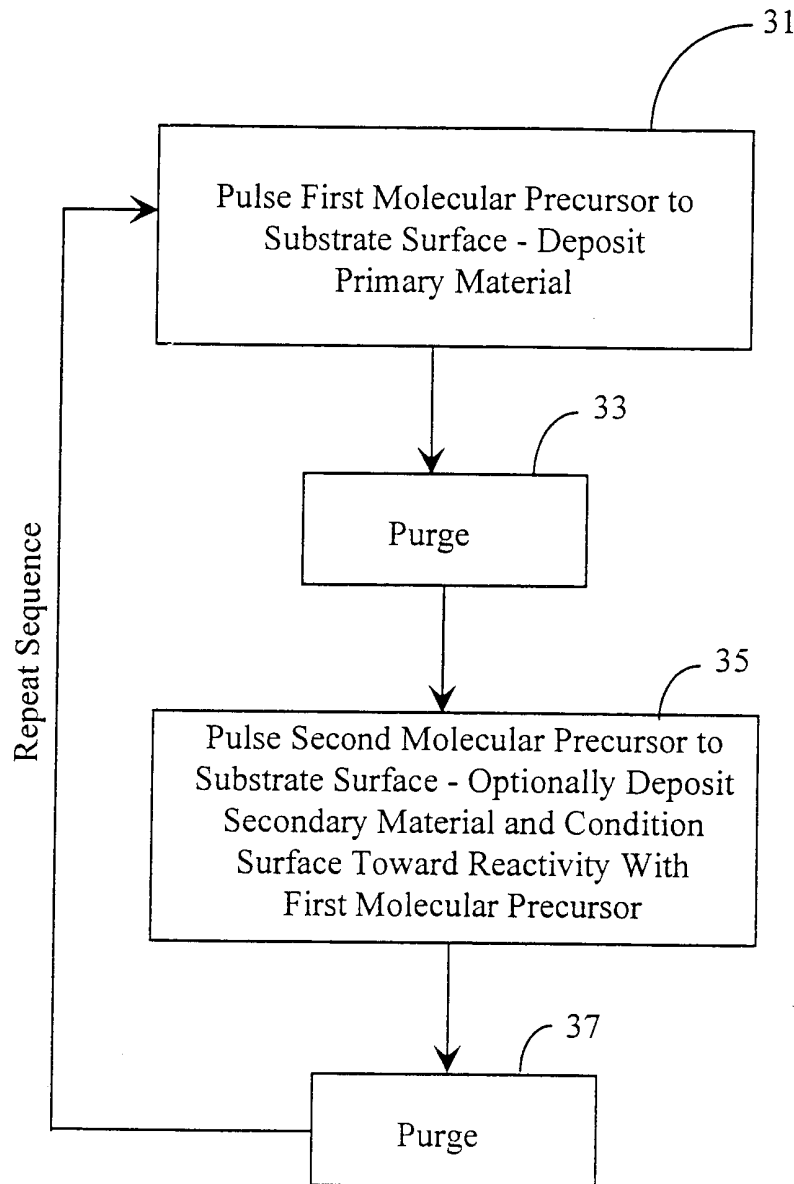 31
Pulse First Molecular Precursor to
Substrate Surface - Deposit
Primary Material
33
Purge
Repeat Sequence
35
Pulse Second Molecular Precursor to
Substrate Surface - Optionally Deposit
Secondary Material and Condition
Surface Toward Reactivity With
First Molecular Precursor
37
Purge